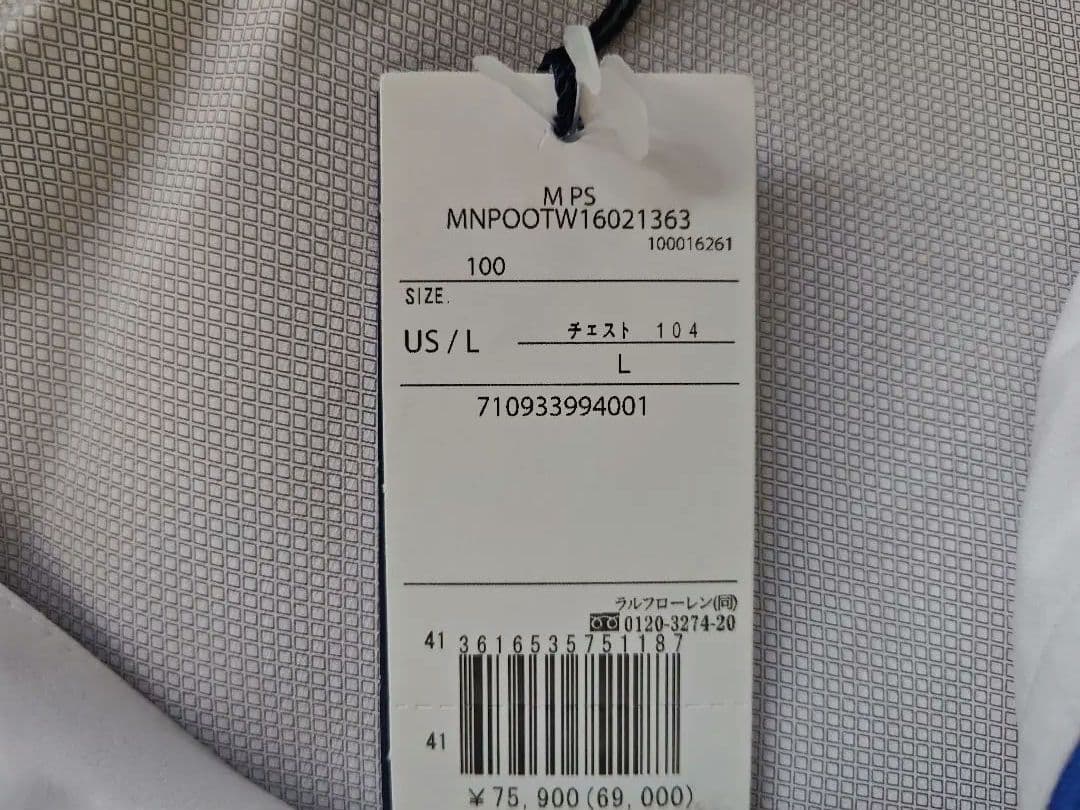 M PS
MNPOOTW16021363
100016261
100
SIZE.
US / L
チェスト 104
L
710933994001
ラルフローレン(同)
0120-3274-20
41 3616535751187
41
¥ 75,900(69,000)